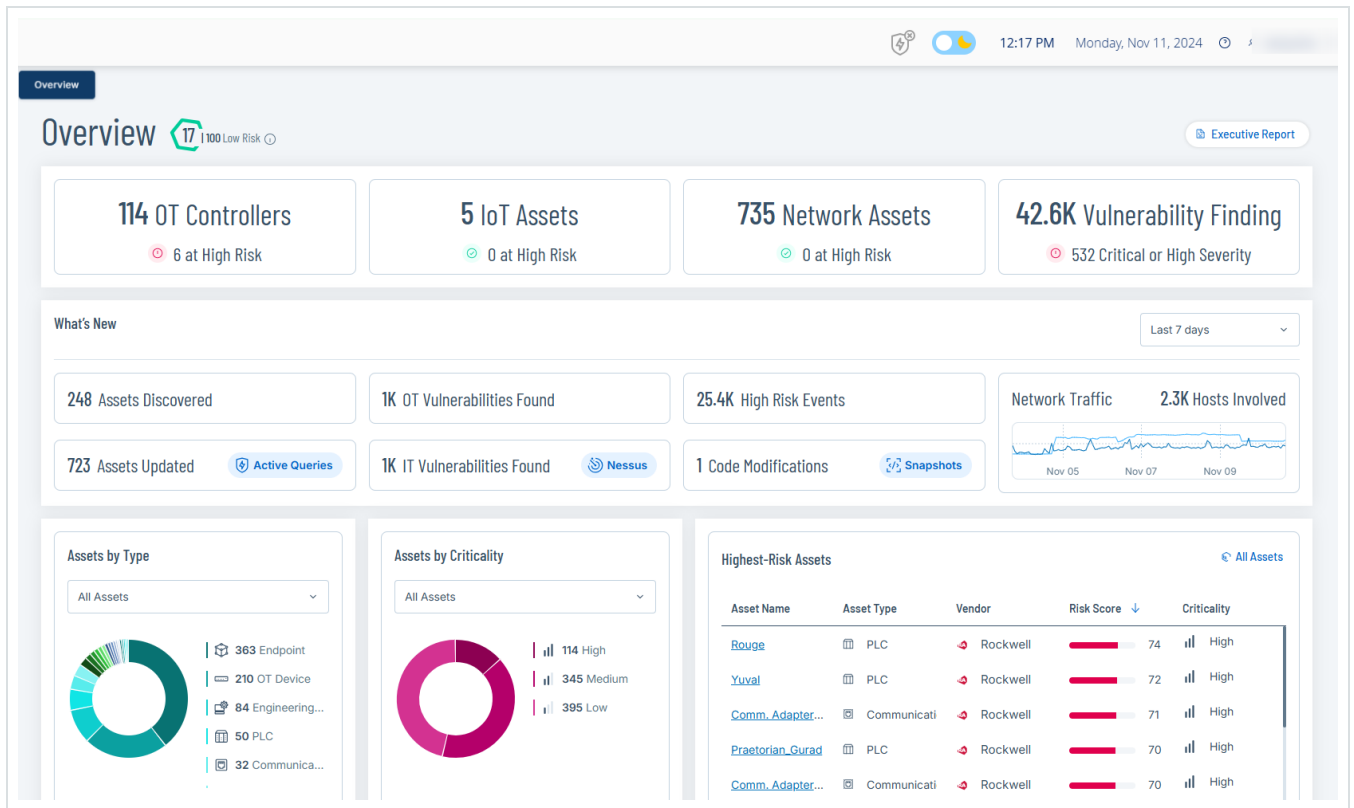 12:17 PM Monday, Nov 11, 2024
Overview
Overview 17 | 100 Low Risk
Executive Report
114 OT Controllers
6 at High Risk
5 IoT Assets
0 at High Risk
735 Network Assets
0 at High Risk
42.6K Vulnerability Finding
532 Critical or High Severity
What's New
Last 7 days
248 Assets Discovered
1K OT Vulnerabilities Found
25.4K High Risk Events
Network Traffic 2.3K Hosts Involved
Nov 05 Nov 07 Nov 09
723 Assets Updated Active Queries
1K IT Vulnerabilities Found Nessus
1 Code Modifications Snapshots
Assets by Type
All Assets
363 Endpoint
210 OT Device
84 Engineering...
50 PLC
32 Communica...
Assets by Criticality
All Assets
114 High
345 Medium
395 Low
Highest-Risk Assets All Assets
Asset Name Asset Type Vendor Risk Score Criticality
Rouge PLC Rockwell 74 High
Yuval PLC Rockwell 72 High
Comm. Adapter... Communicati Rockwell 71 High
Praetorian_Gurad PLC Rockwell 70 High
Comm. Adapter... Communicati Rockwell 70 High